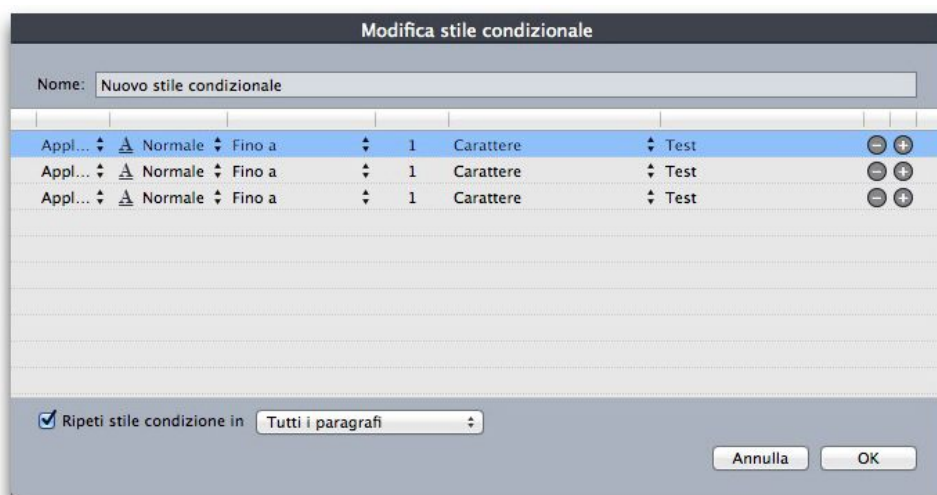 Modifica stile condizionale
Nome: Nuovo stile condizionale
Appl... A Normale Fino a 1 Carattere Test
Appl... A Normale Fino a 1 Carattere Test
Appl... A Normale Fino a 1 Carattere Test
Ripeti stile condizione in Tutti i paragrafi
Annulla OK